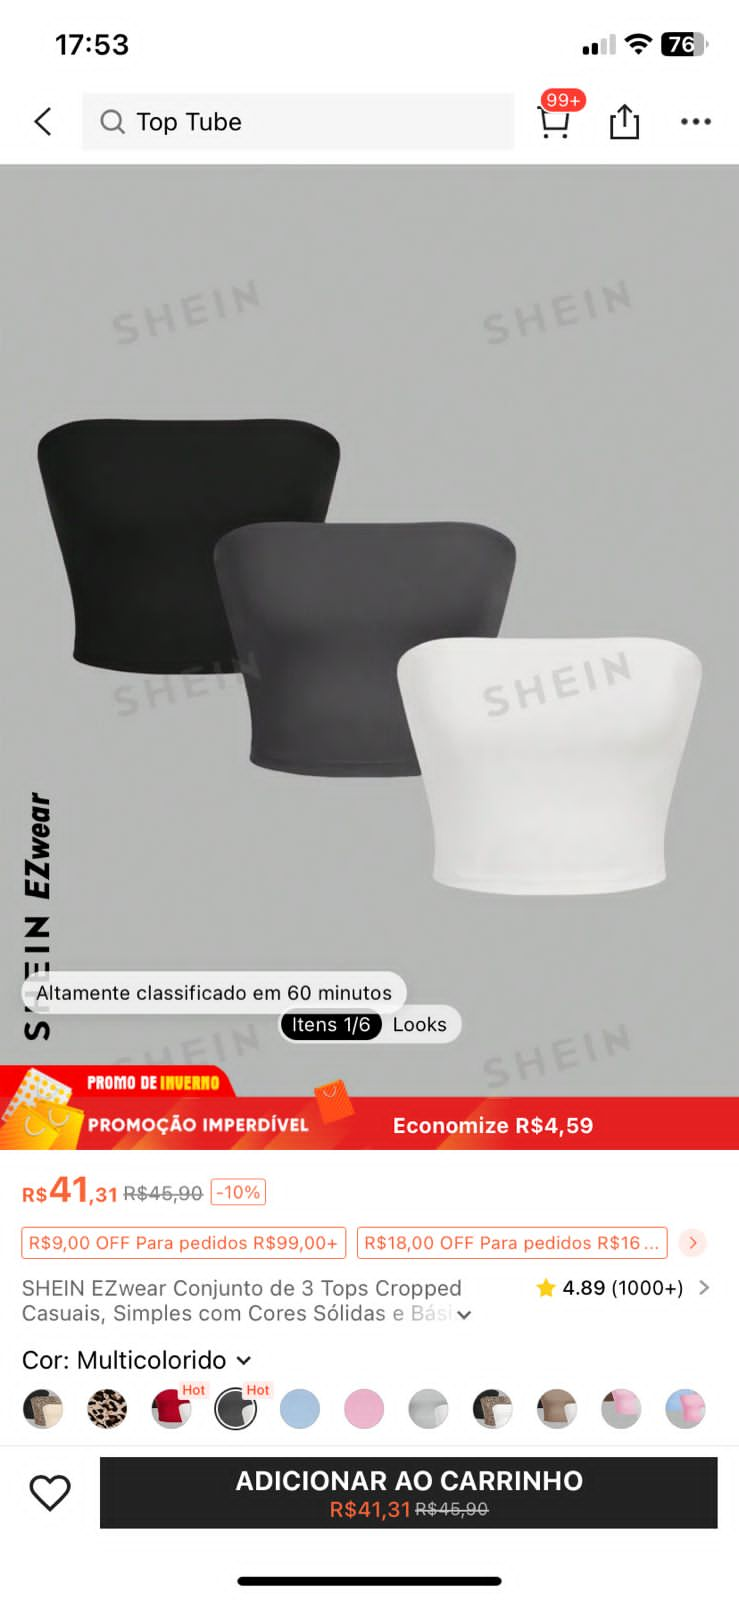 17:53
76
Top Tube
99+
SHEIN
SHEIN
SHEIN
SHEIN
SHEIN EZwear
Altamente classificado em 60 minutos
Itens 1/6 Looks
SHEIN
SHEIN
PROMO DE INVERNO
PROMOÇÃO IMPERDÍVEL
Economize R$4,59
R$41,31 R$45,90 -10%
R$9,00 OFF Para pedidos R$99,00+
R$18,00 OFF Para pedidos R$16 ...
SHEIN EZwear Conjunto de 3 Tops Cropped
4.89 (1000+)
Casuais, Simples com Cores Sólidas e Bási
Cor: Multicolorido
Hot
Hot
ADICIONAR AO CARRINHO
R$41,31 R$45,90